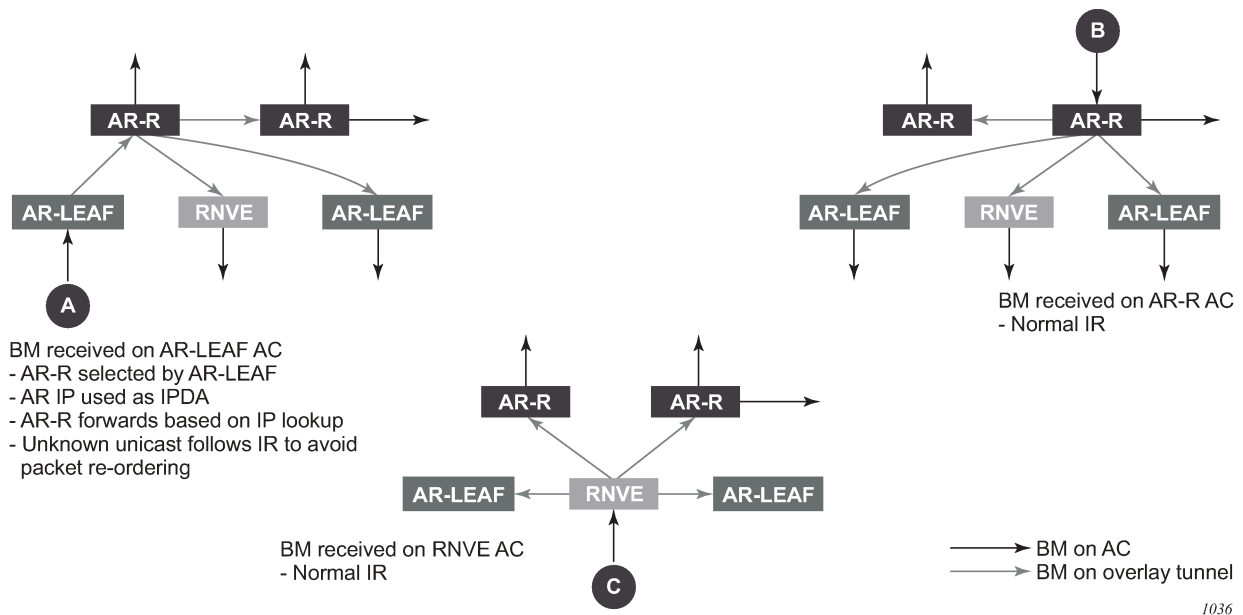 AR-R
AR-R
AR-LEAF
RNVE
AR-LEAF
A
BM received on AR-LEAF AC
- AR-R selected by AR-LEAF
- AR IP used as IPDA
- AR-R forwards based on IP lookup
- Unknown unicast follows IR to avoid
packet re-ordering
B
AR-R
AR-R
AR-LEAF
RNVE
AR-LEAF
BM received on AR-R AC
- Normal IR
AR-R
AR-R
AR-LEAF
RNVE
AR-LEAF
BM received on RNVE AC
- Normal IR
C
BM on AC
BM on overlay tunnel
1036